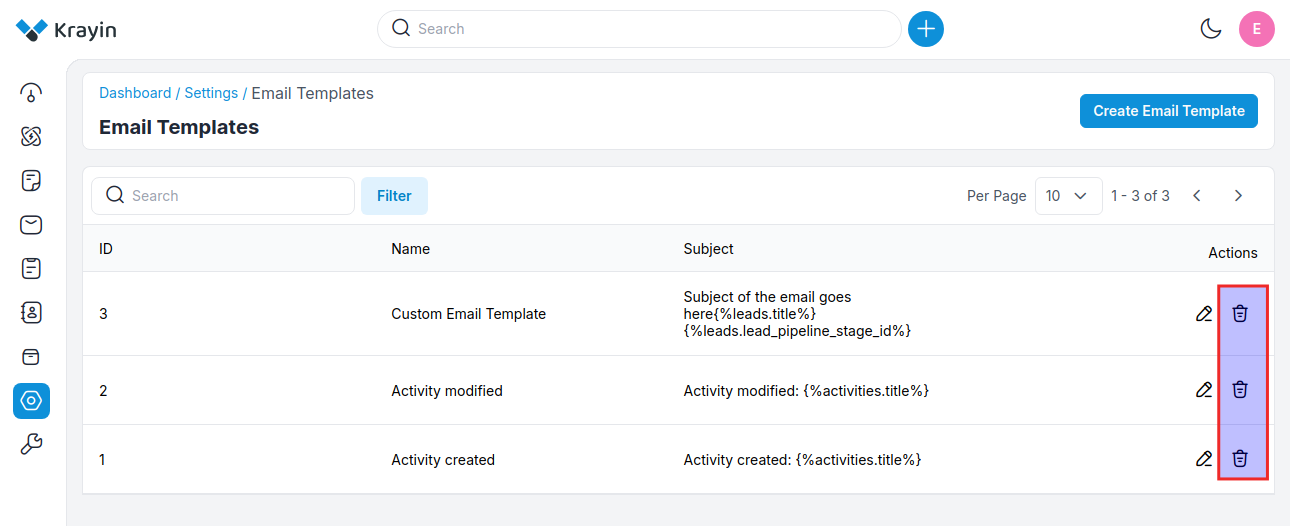 Krayin
Search
E
Dashboard / Settings / Email Templates
Email Templates
Create Email Template
Search
Filter
Per Page 10 1 - 3 of 3
ID Name Subject Actions
3 Custom Email Template Subject of the email goes
here{%leads.title%}
{%leads.lead_pipeline_stage_id%}
2 Activity modified Activity modified: {%activities.title%}
1 Activity created Activity created: {%activities.title%}